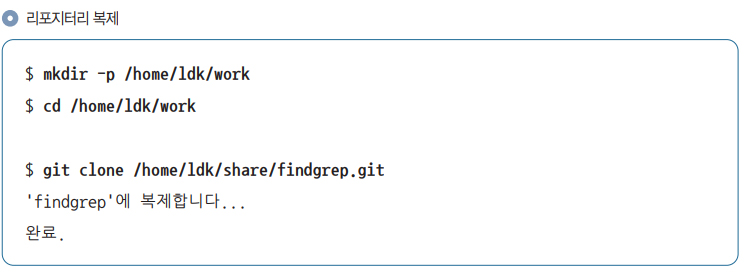 리포지터리 복제
$ mkdir -p /home/ldk/work
$ cd /home/ldk/work
$ git clone /home/ldk/share/findgrep.git
'findgrep'에 복제합니다...
완료.